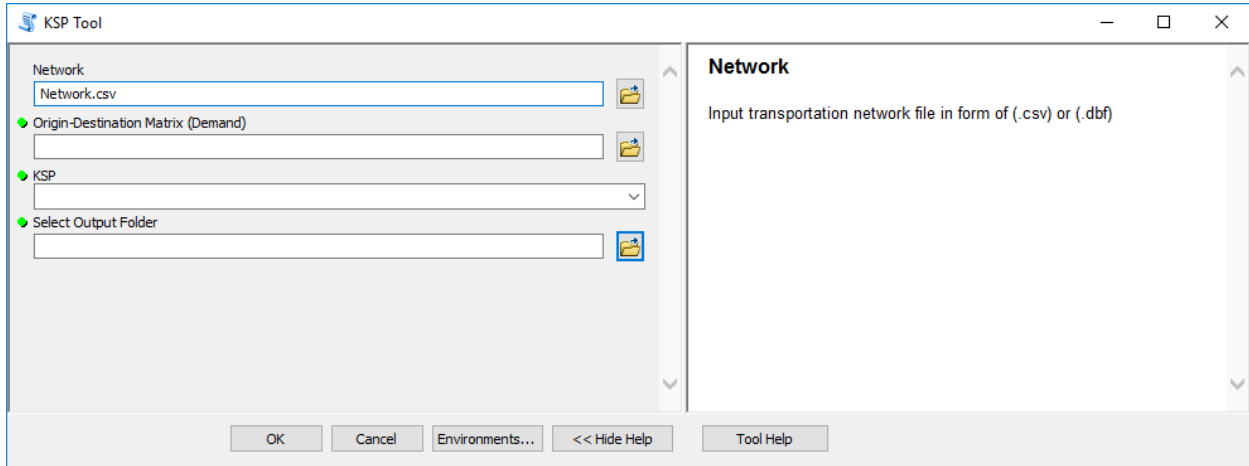 KSP Tool
Network
Network.csv
Origin-Destination Matrix (Demand)
KSP
Select Output Folder
Network
Input transportation network file in form of (.csv) or (.dbf)
OK
Cancel
Environments...
<< Hide Help
Tool Help